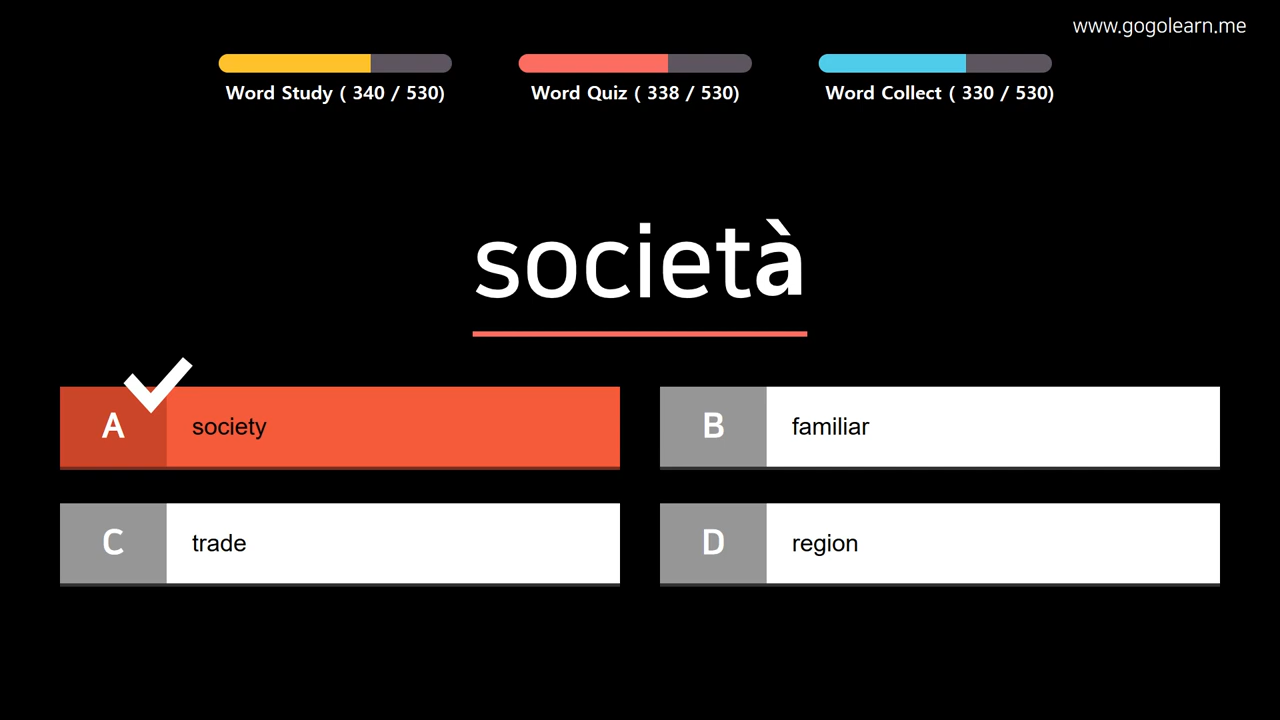 www.gogolearn.me
Word Study ( 340 / 530)
Word Quiz ( 338 / 530)
Word Collect ( 330 / 530)
società
A society
B familiar
C trade
D region